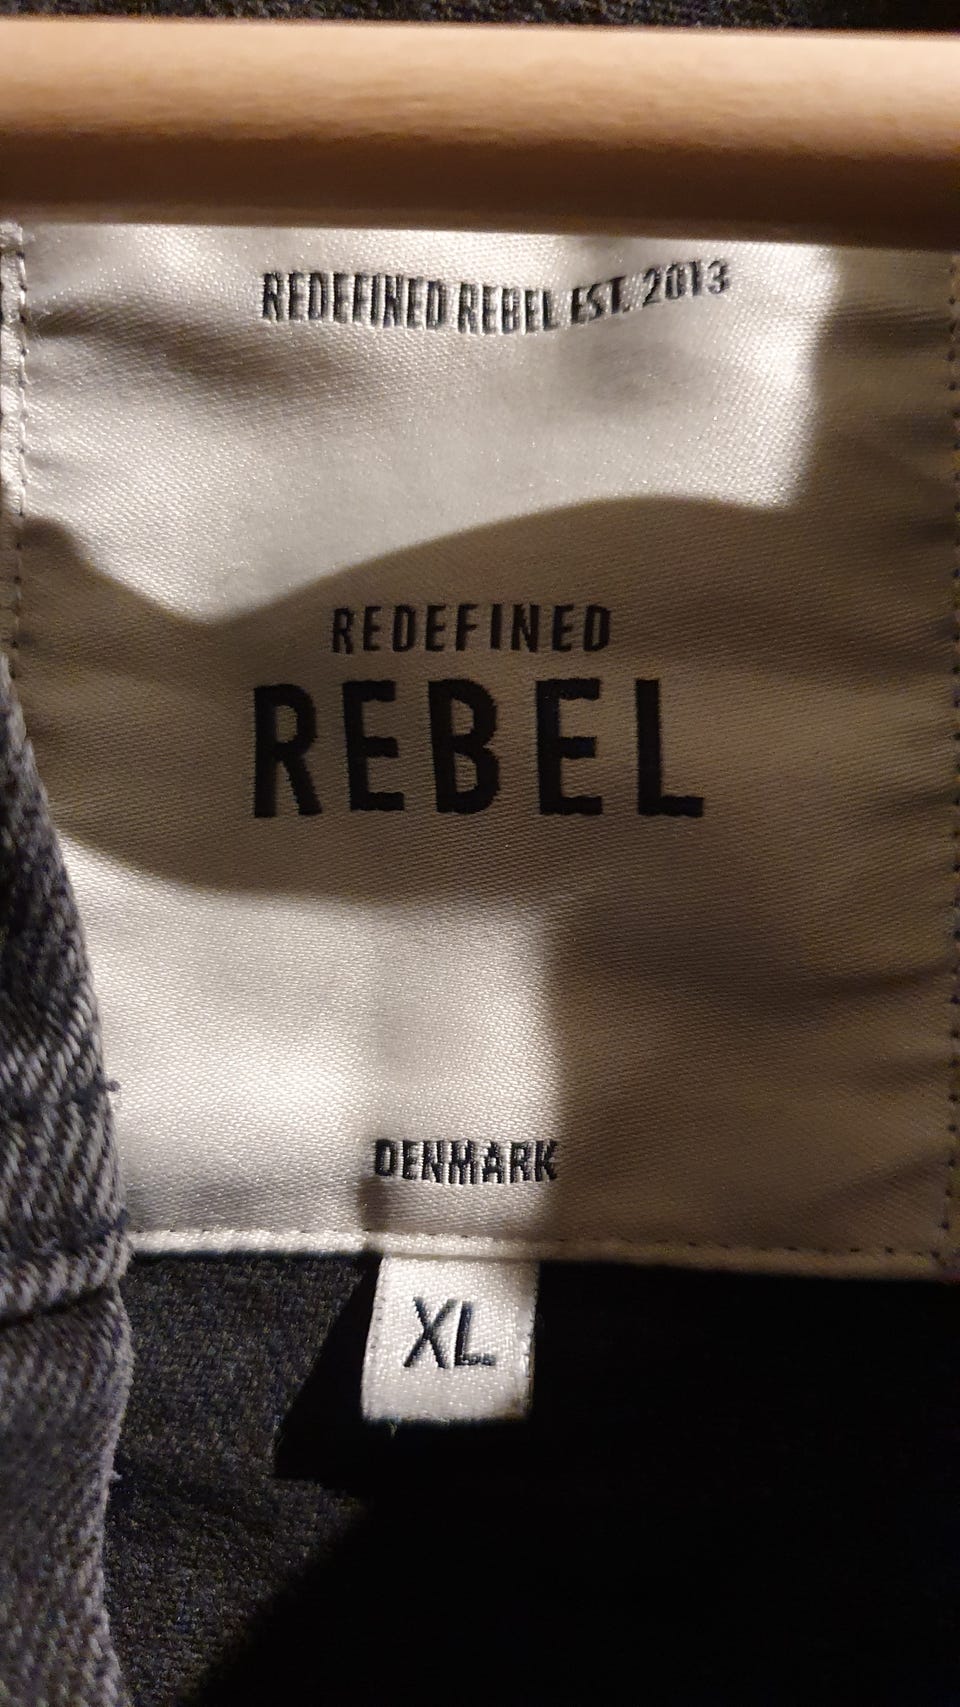 REDEFINED REBEL EST. 2013
REDEFINED
REBEL
DENMARK
XL